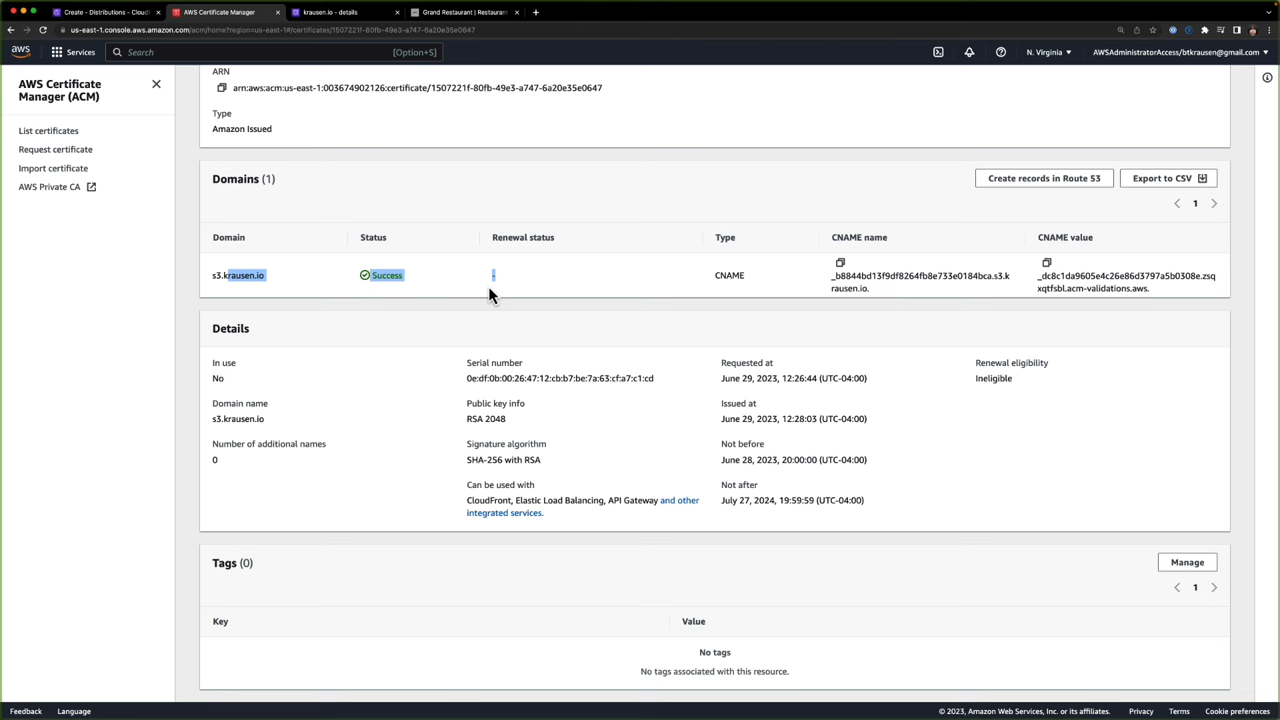 Create - Distributions - CloudF
AWS Certificate Manager
krausen.io - details
Grand Restaurant | Restauran
us-east-1.console.aws.amazon.com/acm/home?region=us-east-1#/certificates/1507221f-80fb-49e3-a747-6a20e35e0647
aws
Services
Search
[Option+S]
N. Virginia
AWSAdministratorAccess/btkrausen@gmail.com
AWS Certificate
Manager (ACM)
List certificates
Request certificate
Import certificate
AWS Private CA
ARN
arn:aws:acm:us-east-1:003674902126:certificate/1507221f-80fb-49e3-a747-6a20e35e0647
Type
Amazon Issued
Domains (1)
Create records in Route 53
Export to CSV
1
Domain
Status
Renewal status
Type
CNAME name
CNAME value
s3.krausen.io
Success
-
CNAME
_b8844bd13f9df8264fb8e733e0184bca.s3.k
rausen.io.
_dc8c1da9605e4c26e86d3797a5b0308e.zsq
xqtfsbl.acm-validations.aws.
Details
In use
No
Serial number
0e:df:0b:00:26:47:12:cb:b7:be:7a:63:cf:a7:c1:cd
Requested at
June 29, 2023, 12:26:44 (UTC-04:00)
Renewal eligibility
Ineligible
Domain name
s3.krausen.io
Public key info
RSA 2048
Issued at
June 29, 2023, 12:28:03 (UTC-04:00)
Number of additional names
0
Signature algorithm
SHA-256 with RSA
Not before
June 28, 2023, 20:00:00 (UTC-04:00)
Can be used with
CloudFront, Elastic Load Balancing, API Gateway and other
integrated services.
Not after
July 27, 2024, 19:59:59 (UTC-04:00)
Tags (0)
Manage
1
Key
Value
No tags
No tags associated with this resource.
Feedback
Language
© 2023, Amazon Web Services, Inc. or its affiliates.
Privacy
Terms
Cookie preferences